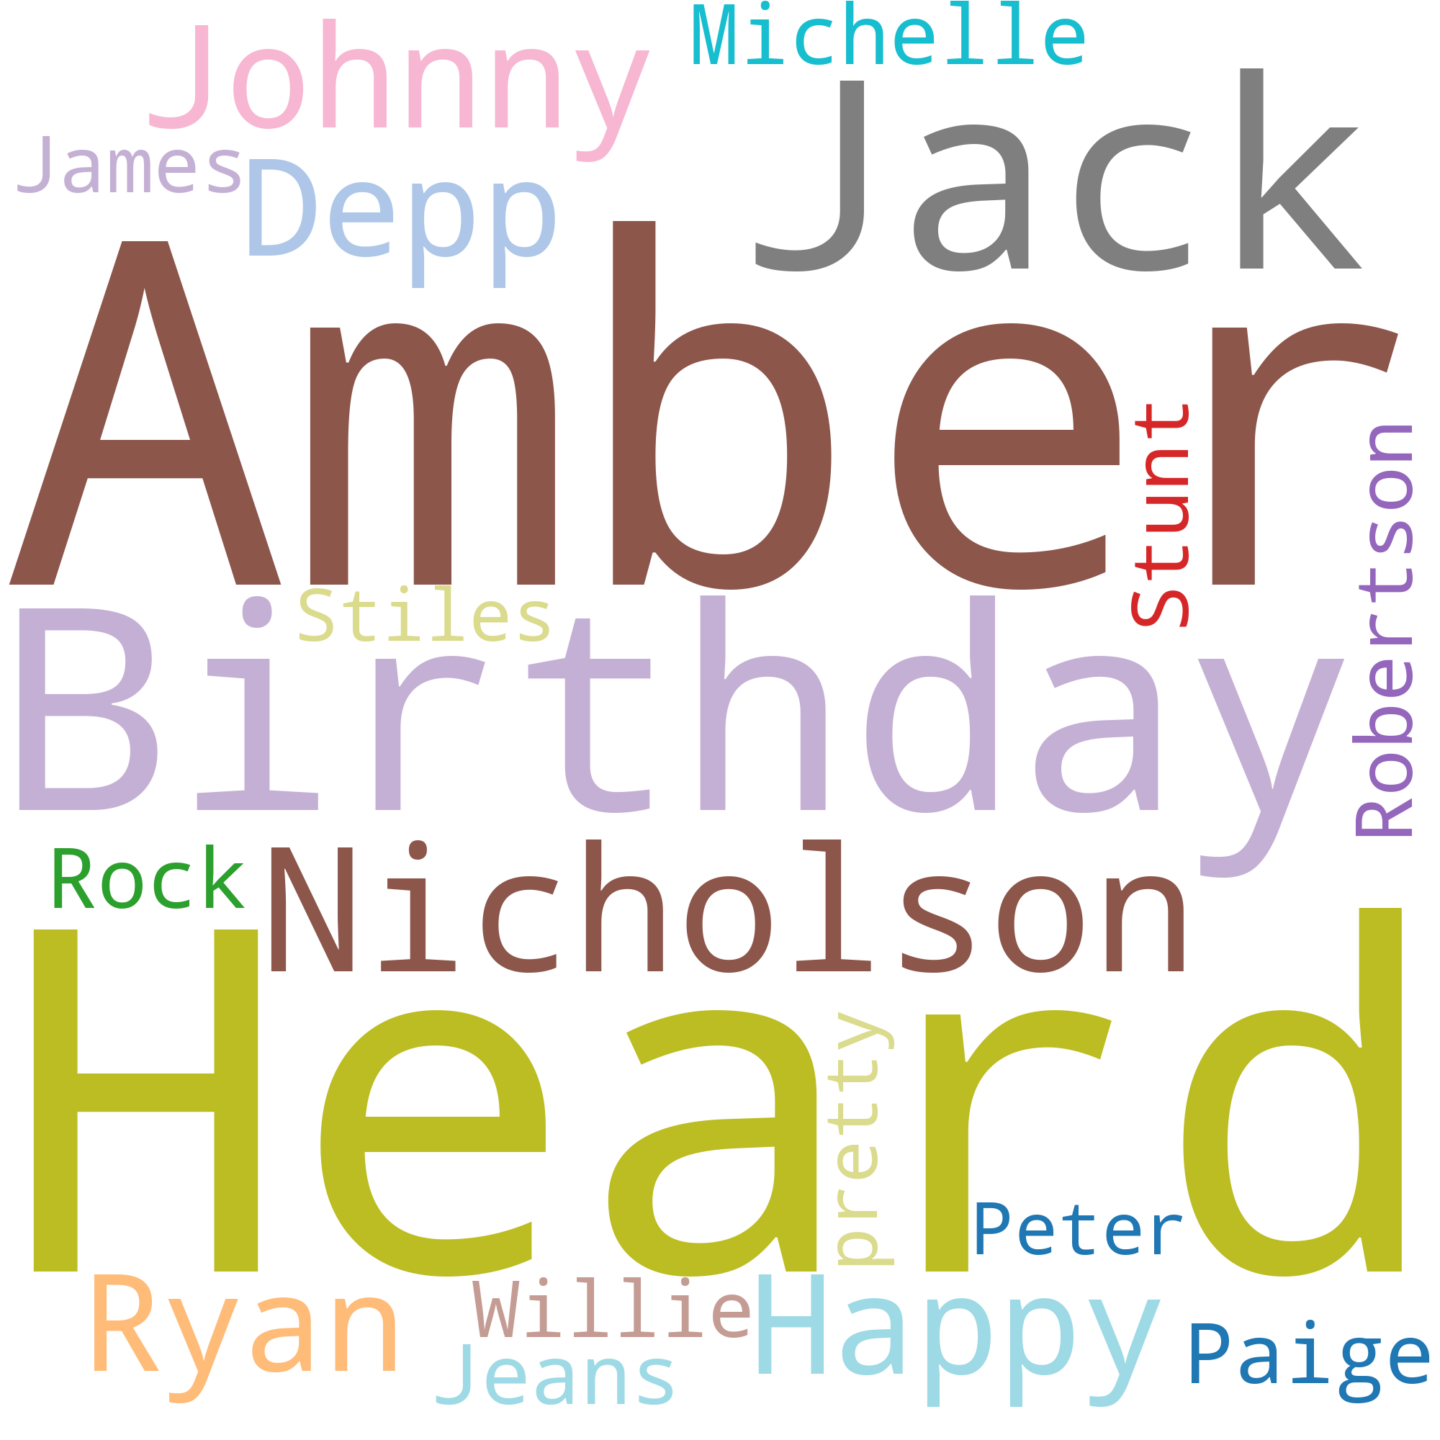 Michelle
Johnny
Jack
James
Depp
Amber
Stunt
Robertson
Stiles
Birthday
Rock
Nicholson
Heard
pretty
Peter
Ryan
Willie
Happy
Jeans
Paige